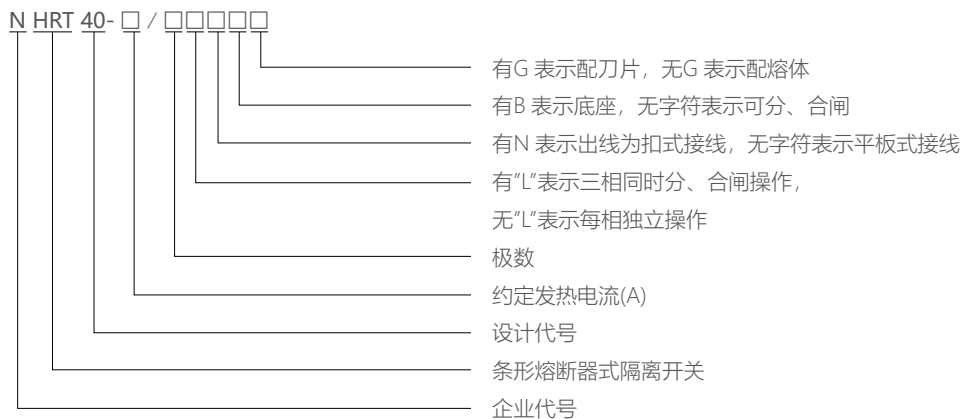 N HRT 40- □ / □□□□□
有G 表示配刀片，无G 表示配熔体
有B 表示底座，无字符表示可分、合闸
有N 表示出线为扣式接线，无字符表示平板式接线
有"L"表示三相同时分、合闸操作，
无"L"表示每相独立操作
极数
约定发热电流(A)
设计代号
条形熔断器式隔离开关
企业代号